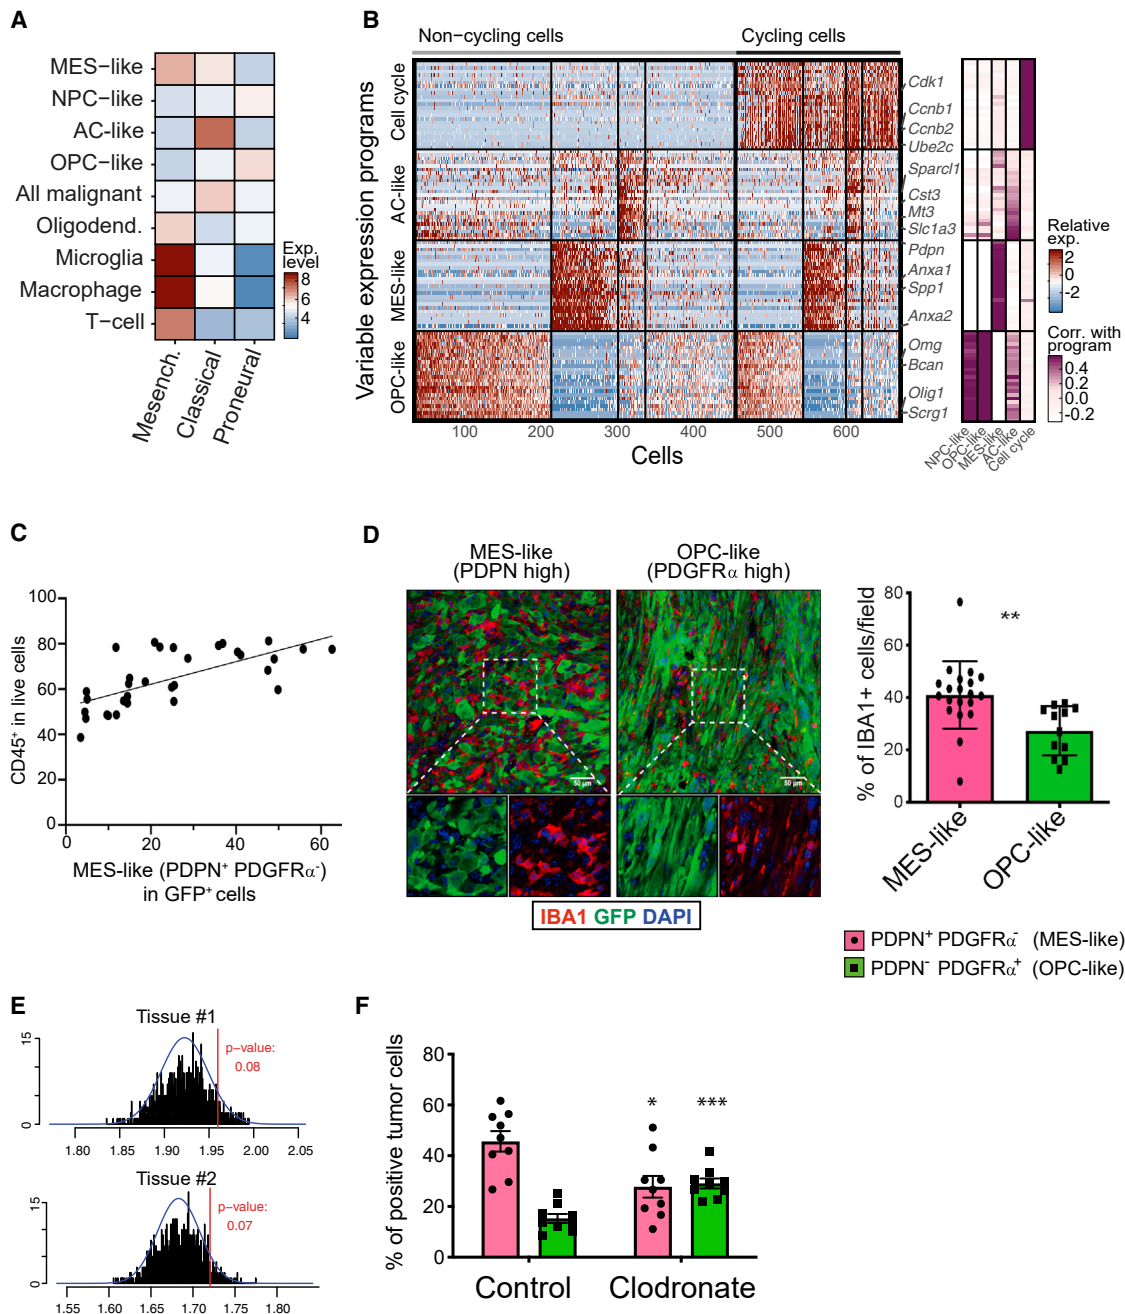 A
MES−like
NPC−like
AC−like
OPC−like
All malignant
Oligodend.
Microglia
Macrophage
T−cell
Mesench.
Classical
Proneural
Exp.
level
8
6
4
B
Non-cycling cells
Cycling cells
Variable expression programs
Cell cycle
AC-like
MES-like
OPC-like
Cdk1
Ccnb1
Ccnb2
Ube2c
Sparcl1
Cst3
Mt3
Slc1a3
Pdpn
Anxa1
Spp1
Anxa2
Omg
Bcan
Olig1
Scrg1
100
200
300
400
500
600
Cells
NPC-like
OPC-like
MES-like
AC-like
Cell cycle
Relative
exp.
2
0
-2
Corr. with
program
0.4
0.2
0.0
-0.2
C
CD45+ in live cells
100
80
60
40
20
0
0
20
40
60
MES-like (PDPN+ PDGFRα-)
in GFP+ cells
D
MES-like
(PDPN high)
OPC-like
(PDGFRα high)
50 μm
50 μm
IBA1 GFP DAPI
% of IBA1+ cells/field
80
60
40
20
0
**
MES-like
OPC-like
PDPN+ PDGFRα- (MES-like)
PDPN- PDGFRα+ (OPC-like)
E
Tissue #1
15
0
p−value:
0.08
1.80
1.85
1.90
1.95
2.00
2.05
Tissue #2
15
0
p−value:
0.07
1.55
1.60
1.65
1.70
1.75
1.80
F
% of positive tumor cells
80
60
40
20
0
*
***
Control
Clodronate